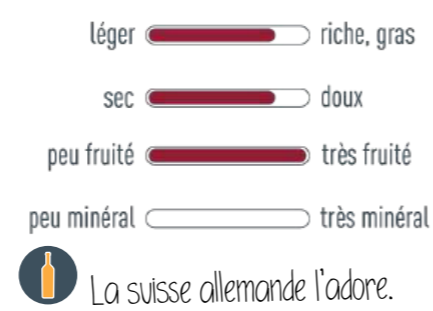 léger riche, gras
sec doux
peu fruité très fruité
peu minéral très minéral
La suisse allemande l'adore.